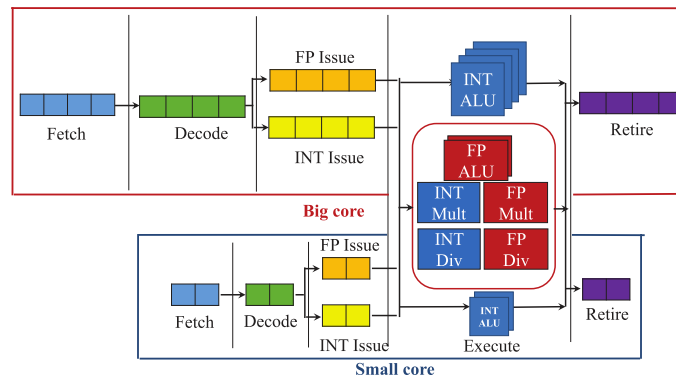 FP Issue
INT
ALU
Fetch
Decode
INT Issue
Retire
FP
ALU
INT
Mult
FP
Mult
Big core
INT
Div
FP
Div
FP Issue
Fetch
Decode
INT Issue
INT
ALU
Execute
Retire
Small core